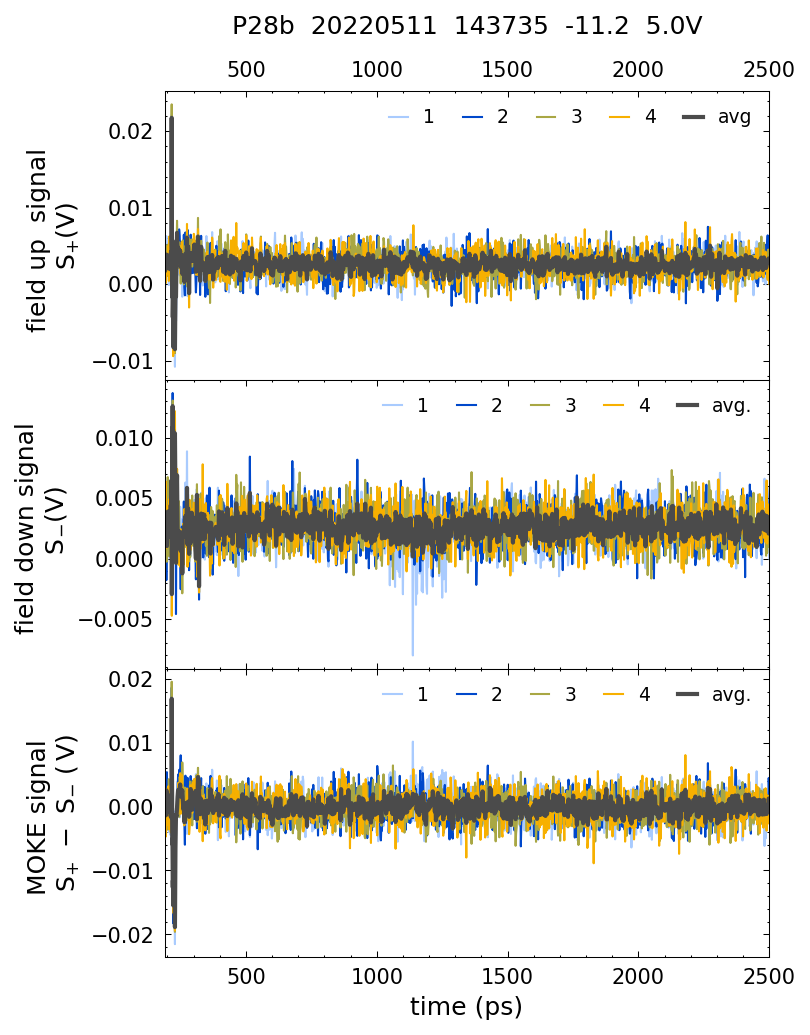 P28b 20220511 143735 -11.2 5.0V
500 1000 1500 2000 2500
1 2 3 4 avg
0.02
0.01
0.00
−0.01
field up signal
S+(V)
1 2 3 4 avg.
0.010
0.005
0.000
−0.005
field down signal
S−(V)
1 2 3 4 avg.
0.02
0.01
0.00
−0.01
−0.02
MOKE signal
S+ − S− ( V)
500 1000 1500 2000 2500
time (ps)